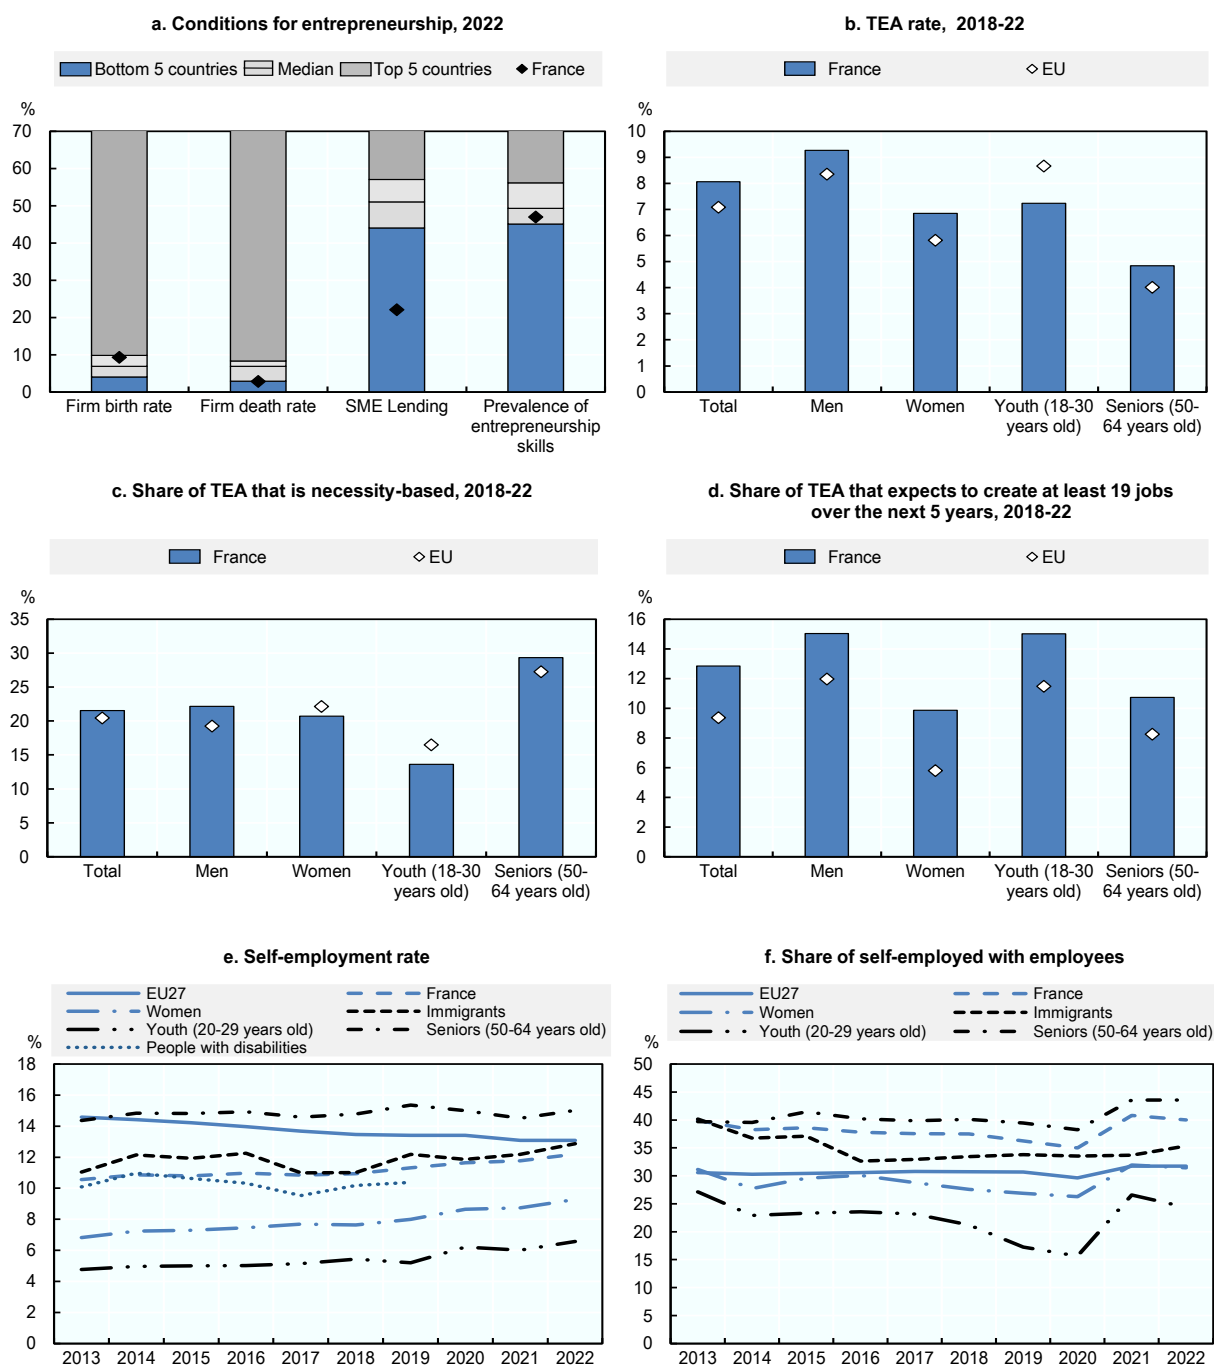 a. Conditions for entrepreneurship, 2022
Bottom 5 countries Median Top 5 countries France
%
70
60
50
40
30
20
10
0
Firm birth rate Firm death rate SME Lending Prevalence of
entrepreneurship
skills
b. TEA rate, 2018-22
France EU
%
10
9
8
7
6
5
4
3
2
1
0
Total Men Women Youth (18-30 Seniors (50-
years old) 64 years old)
c. Share of TEA that is necessity-based, 2018-22
France EU
%
35
30
25
20
15
10
5
0
Total Men Women Youth (18-30 Seniors (50-
years old) 64 years old)
d. Share of TEA that expects to create at least 19 jobs
over the next 5 years, 2018-22
France EU
%
16
14
12
10
8
6
4
2
0
Total Men Women Youth (18-30 Seniors (50-
years old) 64 years old)
e. Self-employment rate
EU27 France
Women Immigrants
Youth (20-29 years old) Seniors (50-64 years old)
People with disabilities
%
18
16
14
12
10
8
6
4
2
0
2013 2014 2015 2016 2017 2018 2019 2020 2021 2022
f. Share of self-employed with employees
EU27 France
Women Immigrants
Youth (20-29 years old) Seniors (50-64 years old)
%
50
45
40
35
30
25
20
15
10
5
0
2013 2014 2015 2016 2017 2018 2019 2020 2021 2022